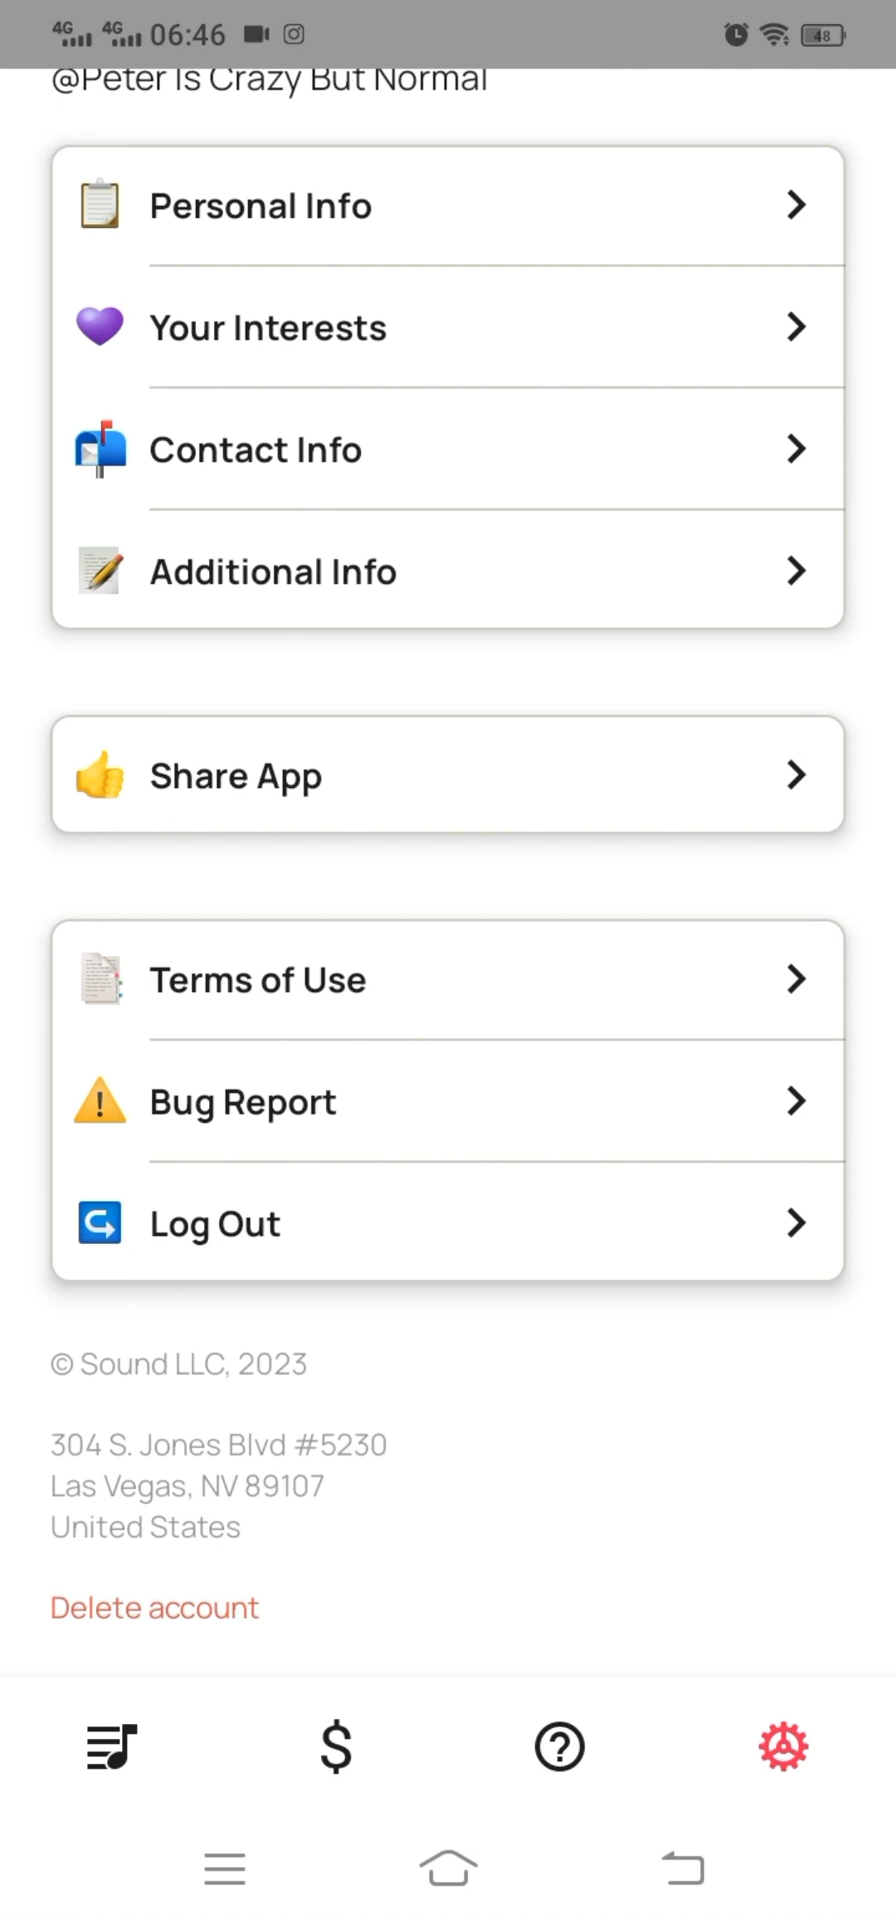 4G 4G 06:46 48
@Peter Is Crazy But Normal
Personal Info
Your Interests
Contact Info
Additional Info
Share App
Terms of Use
Bug Report
Log Out
© Sound LLC, 2023
304 S. Jones Blvd #5230
Las Vegas, NV 89107
United States
Delete account